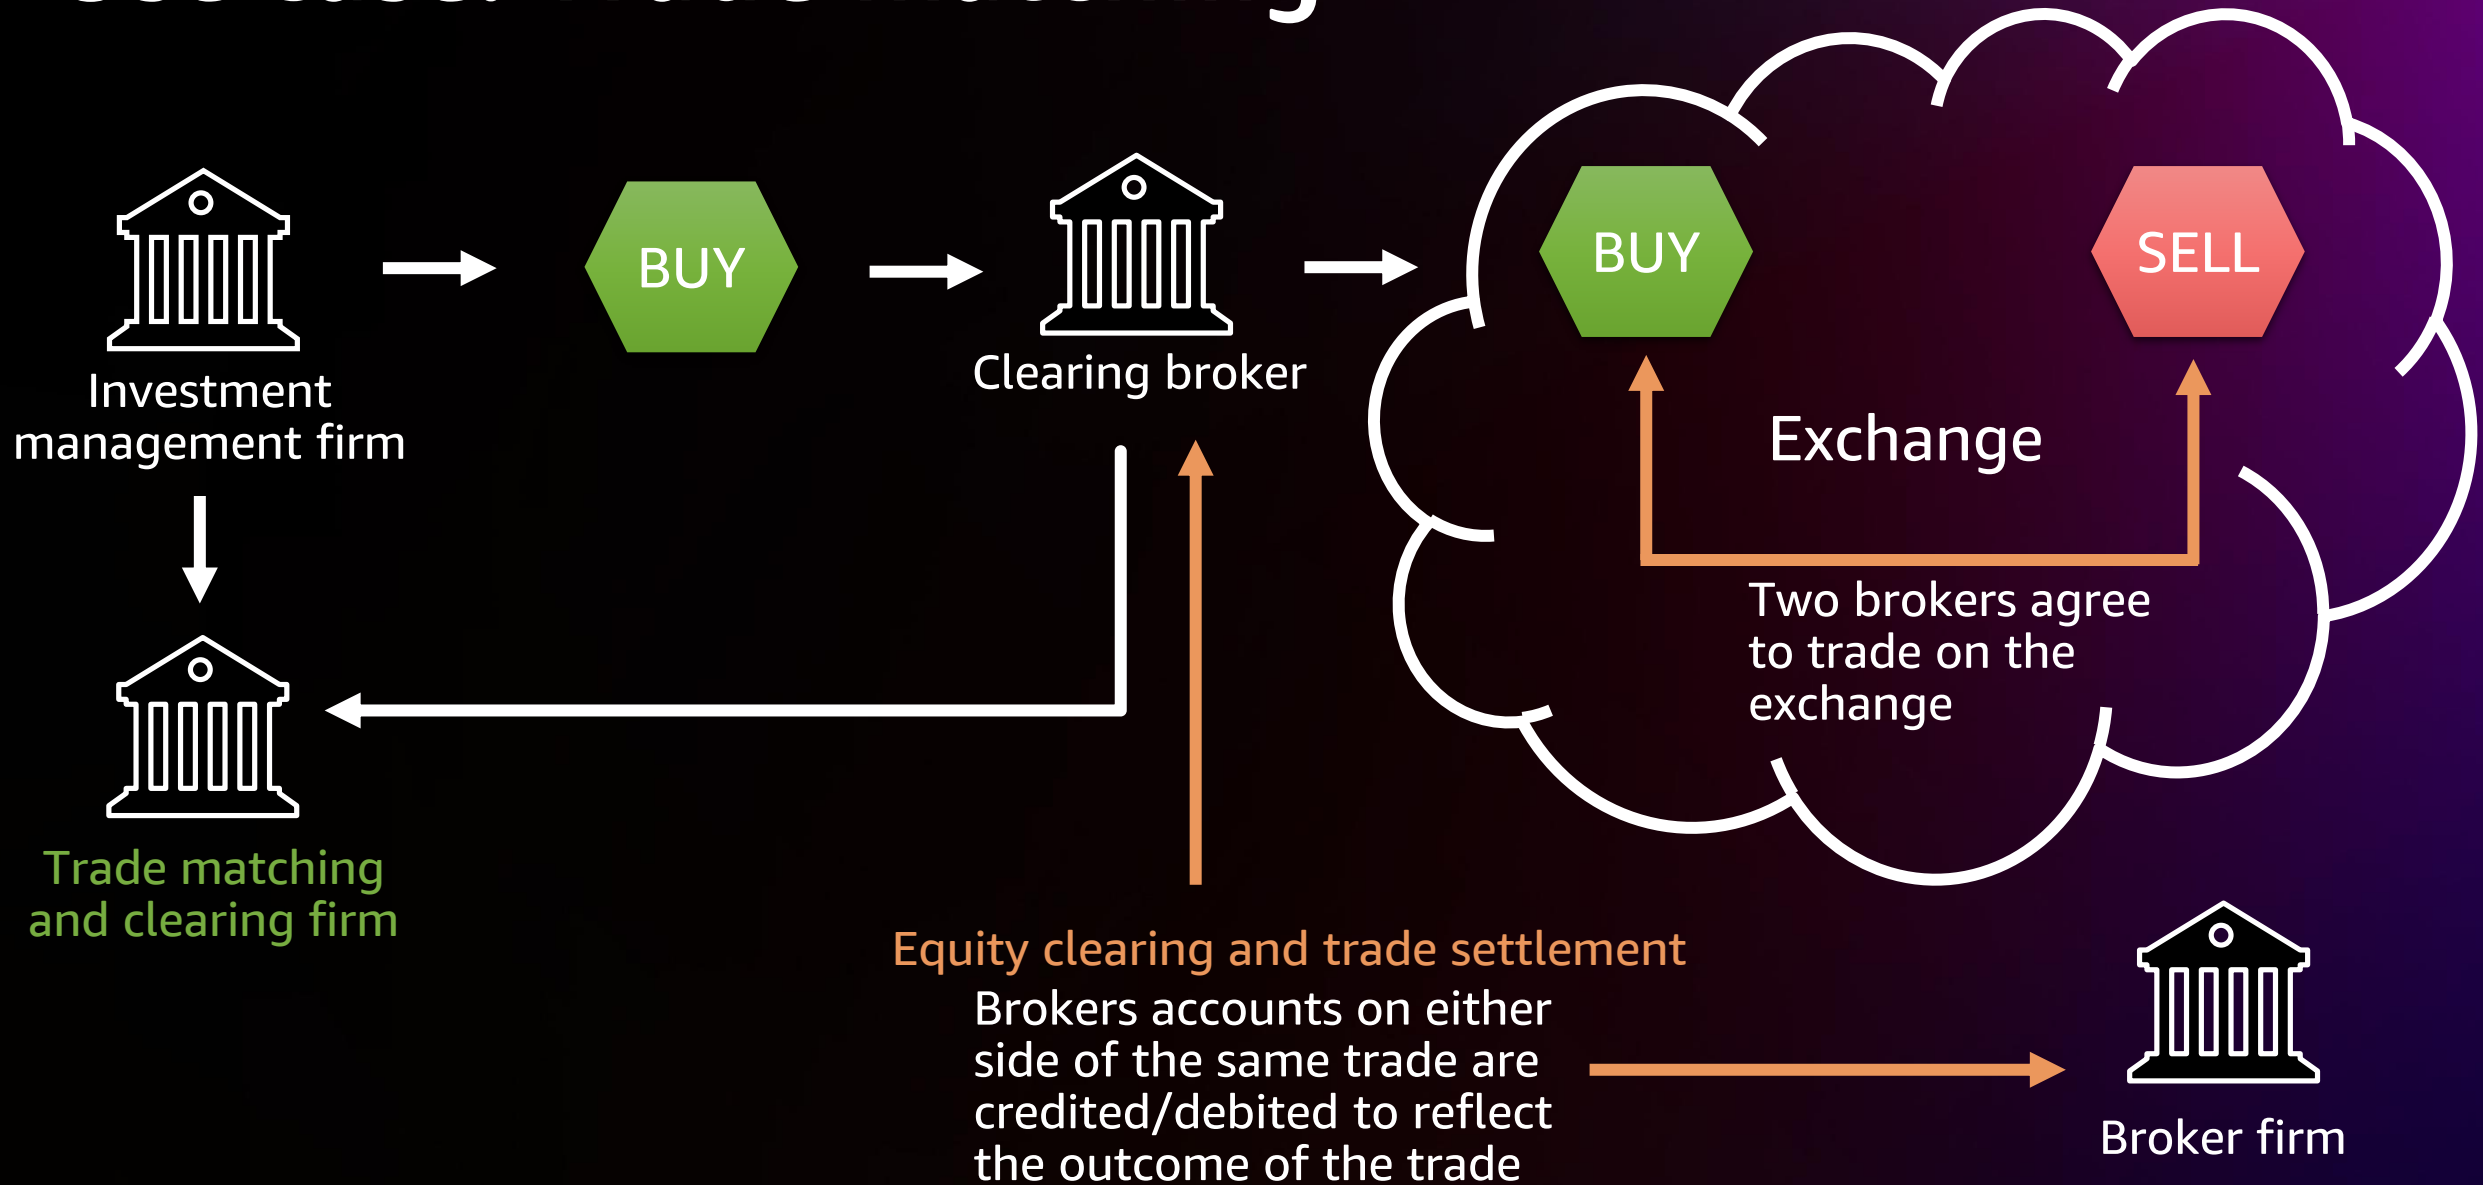 BUY
Clearing broker
Investment
management firm
Trade matching
and clearing firm
BUY
SELL
Exchange
Two brokers agree
to trade on the
exchange
Equity clearing and trade settlement
Brokers accounts on either
side of the same trade are
credited/debited to reflect
the outcome of the trade
Broker firm